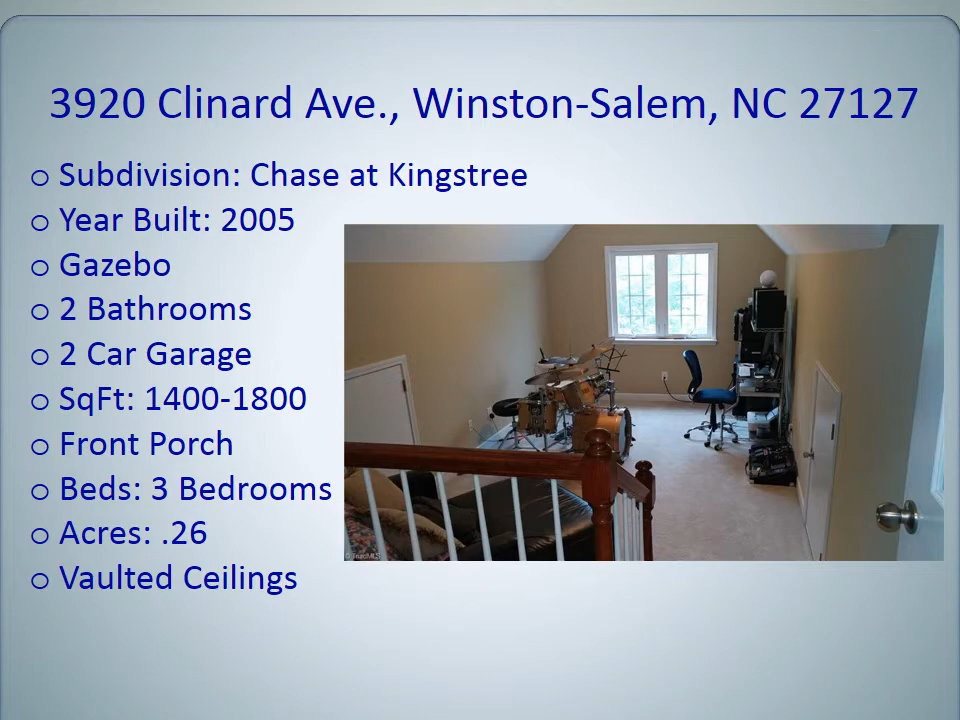 3920 Clinard Ave., Winston-Salem, NC 27127
o Subdivision: Chase at Kingstree
o Year Built: 2005
o Gazebo
o 2 Bathrooms
o 2 Car Garage
o SqFt: 1400-1800
o Front Porch
o Beds: 3 Bedrooms
o Acres: .26
o Vaulted Ceilings
© TriadMLS